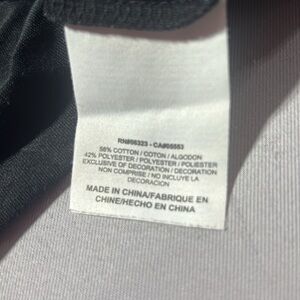 RN#56323 - CA#05553
58% COTTON / COTON / ALGODON
42% POLYESTER / POLYESTER / POLIESTER
EXCLUSIVE OF DECORATION / DECORATION
NON COMPRISE / NO INCLUYE LA
DECORACION
MADE IN CHINA/FABRIQUE EN
CHINE/HECHO EN CHINA